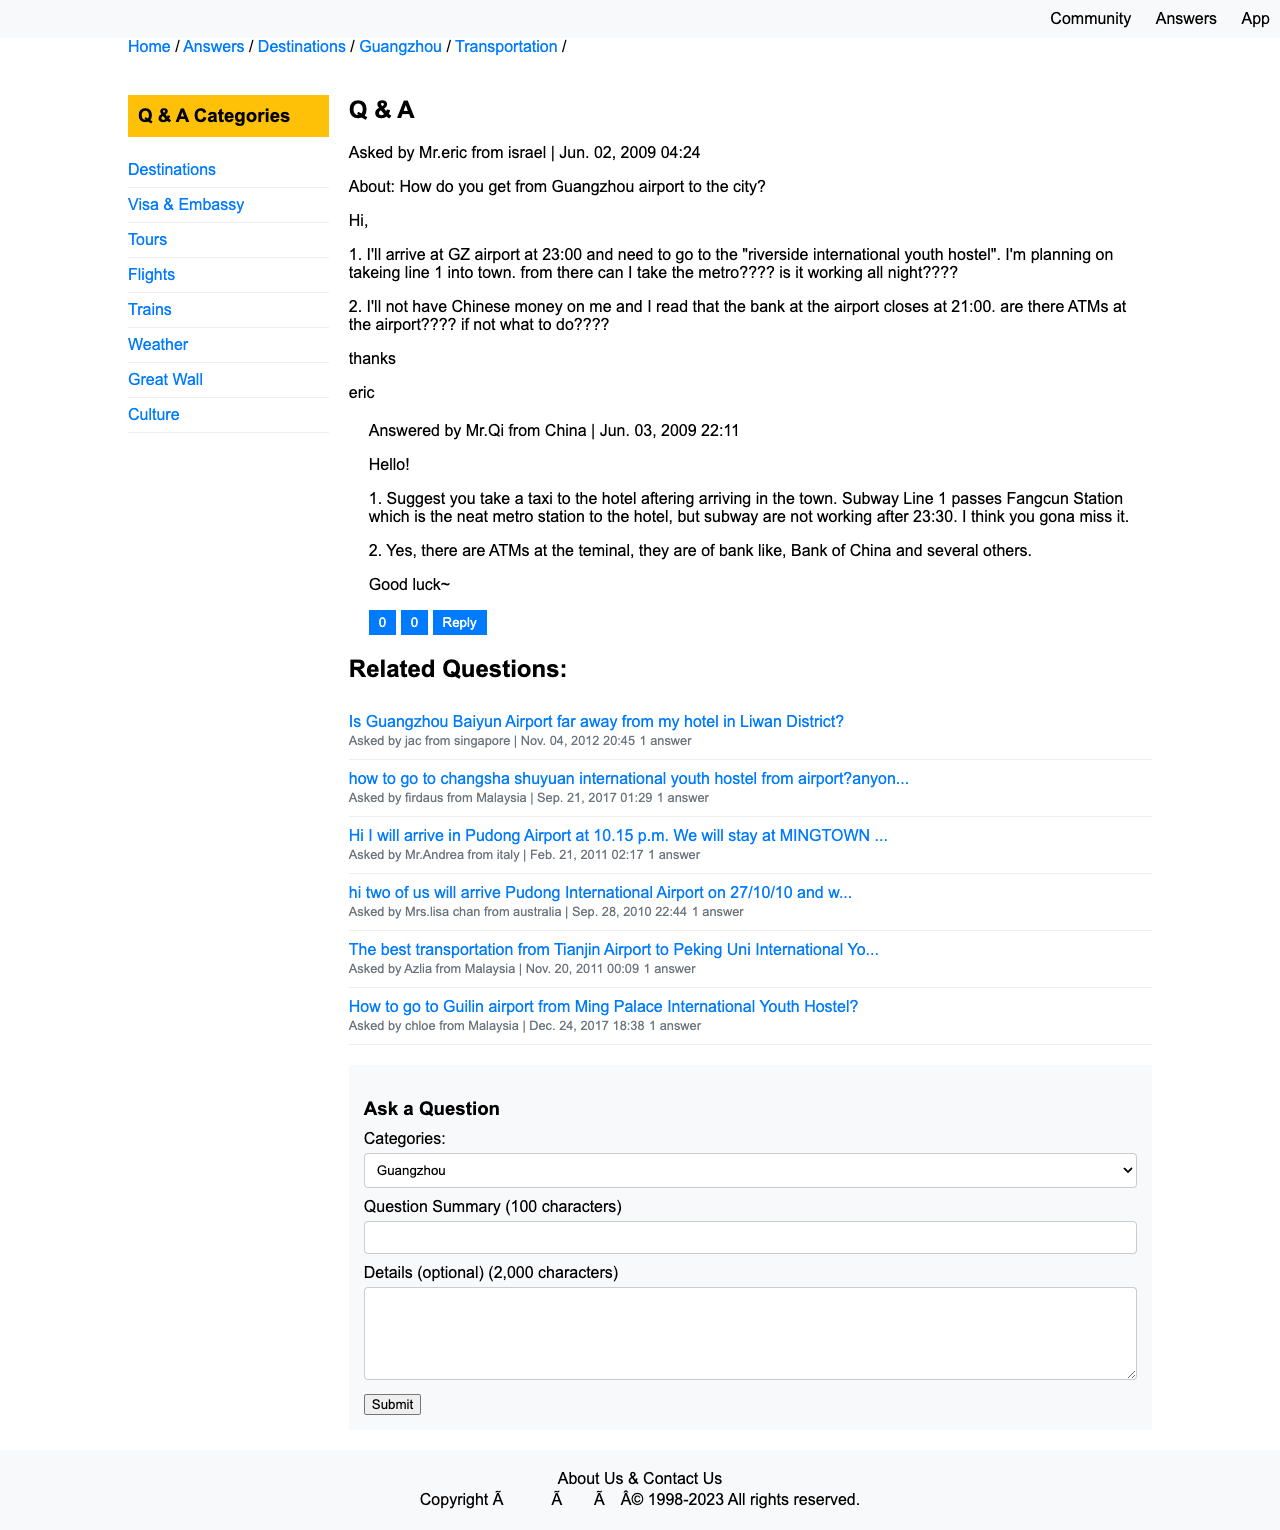 Community Answers App
Home / Answers / Destinations / Guangzhou / Transportation /
Q & A Categories
Destinations
Visa & Embassy
Tours
Flights
Trains
Weather
Great Wall
Culture
Q & A
Asked by Mr.eric from israel | Jun. 02, 2009 04:24
About: How do you get from Guangzhou airport to the city?
Hi,
1. I'll arrive at GZ airport at 23:00 and need to go to the "riverside international youth hostel". I'm planning on
takeing line 1 into town. from there can I take the metro???? is it working all night????
2. I'll not have Chinese money on me and I read that the bank at the airport closes at 21:00. are there ATMs at
the airport???? if not what to do????
thanks
eric
Answered by Mr.Qi from China | Jun. 03, 2009 22:11
Hello!
1. Suggest you take a taxi to the hotel aftering arriving in the town. Subway Line 1 passes Fangcun Station
which is the neat metro station to the hotel, but subway are not working after 23:30. I think you gona miss it.
2. Yes, there are ATMs at the teminal, they are of bank like, Bank of China and several others.
Good luck~
0 0 Reply
Related Questions:
Is Guangzhou Baiyun Airport far away from my hotel in Liwan District?
Asked by jac from singapore | Nov. 04, 2012 20:45 1 answer
how to go to changsha shuyuan international youth hostel from airport?anyon...
Asked by firdaus from Malaysia | Sep. 21, 2017 01:29 1 answer
Hi I will arrive in Pudong Airport at 10.15 p.m. We will stay at MINGTOWN ...
Asked by Mr.Andrea from italy | Feb. 21, 2011 02:17 1 answer
hi two of us will arrive Pudong International Airport on 27/10/10 and w...
Asked by Mrs.lisa chan from australia | Sep. 28, 2010 22:44 1 answer
The best transportation from Tianjin Airport to Peking Uni International Yo...
Asked by Azlia from Malaysia | Nov. 20, 2011 00:09 1 answer
How to go to Guilin airport from Ming Palace International Youth Hostel?
Asked by chloe from Malaysia | Dec. 24, 2017 18:38 1 answer
Ask a Question
Categories:
Guangzhou
Question Summary (100 characters)
Details (optional) (2,000 characters)
Submit
About Us & Contact Us
Copyright Ã Ã Ã Â© 1998-2023 All rights reserved.